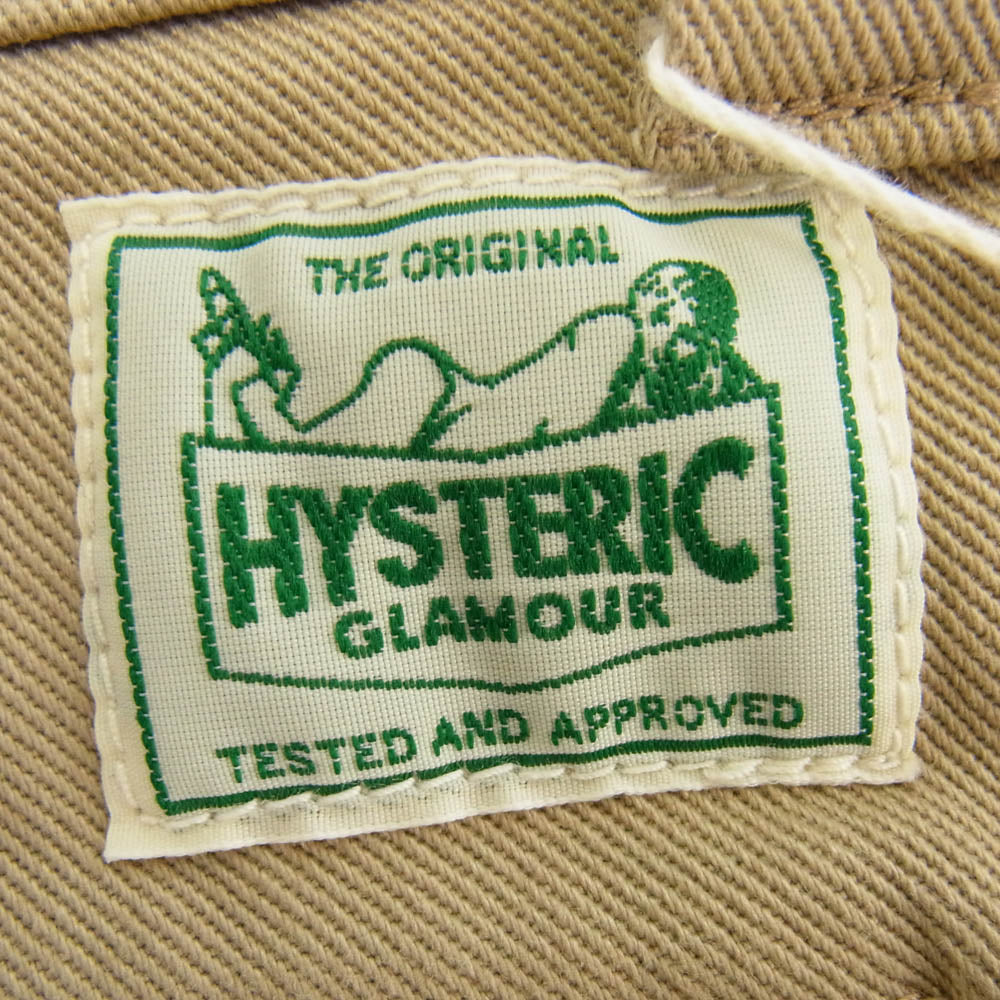 THE ORIGINAL
HYSTERIC
GLAMOUR
TESTED AND APPROVED